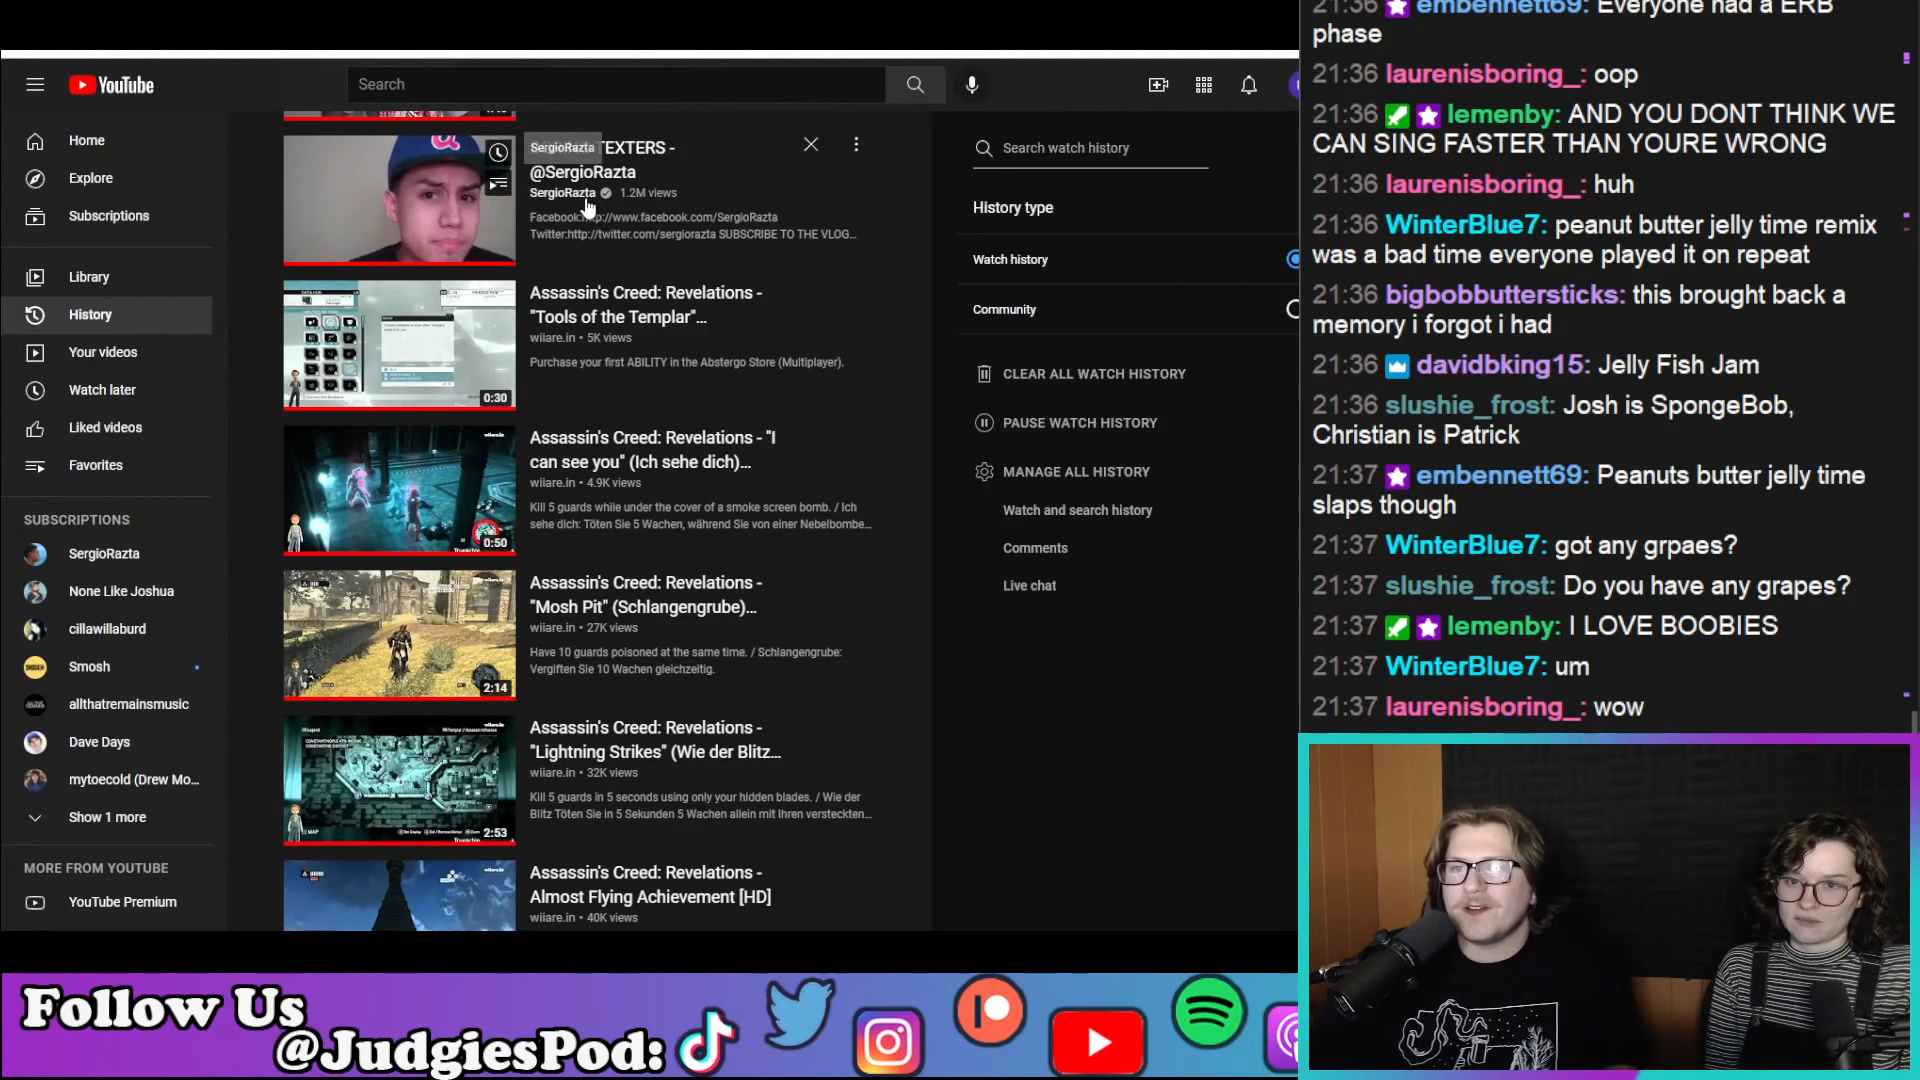 YouTube
Search
Home
Explore
Subscriptions
Library
History
Your videos
Watch later
Liked videos
Favorites
SUBSCRIPTIONS
SergioRazta
None Like Joshua
cillawillaburd
Smosh
allthatremainsmusic
Dave Days
mytoecold (Drew Mo...
Show 1 more
MORE FROM YOUTUBE
YouTube Premium
SergioRazta
TEXTERS -
@SergioRazta
SergioRazta 1.2M views
Facebook:http://www.facebook.com/SergioRazta
Twitter:http://twitter.com/sergiorazta SUBSCRIBE TO THE VLOG...
0:30
Assassin's Creed: Revelations -
"Tools of the Templar"...
wiiare.in • 5K views
Purchase your first ABILITY in the Abstergo Store (Multiplayer).
0:50
Assassin's Creed: Revelations - "I
can see you" (Ich sehe dich)...
wiiare.in • 4.9K views
Kill 5 guards while under the cover of a smoke screen bomb. / Ich
sehe dich: Töten Sie 5 Wachen, während Sie von einer Nebelbombe...
2:14
Assassin's Creed: Revelations -
"Mosh Pit" (Schlangengrube)...
wiiare.in • 27K views
Have 10 guards poisoned at the same time. / Schlangengrube:
Vergiften Sie 10 Wachen gleichzeitig.
2:53
Assassin's Creed: Revelations -
"Lightning Strikes" (Wie der Blitz...
wiiare.in • 32K views
Kill 5 guards in 5 seconds using only your hidden blades. / Wie der
Blitz Töten Sie in 5 Sekunden 5 Wachen allein mit Ihren versteckten...
Assassin's Creed: Revelations -
Almost Flying Achievement [HD]
wiiare.in • 40K views
Search watch history
History type
Watch history
Community
CLEAR ALL WATCH HISTORY
PAUSE WATCH HISTORY
MANAGE ALL HISTORY
Watch and search history
Comments
Live chat
21:36 embennett69: Everyone had a ERB
phase
21:36 laurenisboring_: oop
21:36 lemenby: AND YOU DONT THINK WE
CAN SING FASTER THAN YOURE WRONG
21:36 laurenisboring_: huh
21:36 WinterBlue7: peanut butter jelly time remix
was a bad time everyone played it on repeat
21:36 bigbobbuttersticks: this brought back a
memory i forgot i had
21:36 davidbking15: Jelly Fish Jam
21:36 slushie_frost: Josh is SpongeBob,
Christian is Patrick
21:37 embennett69: Peanuts butter jelly time
slaps though
21:37 WinterBlue7: got any grpaes?
21:37 slushie_frost: Do you have any grapes?
21:37 lemenby: I LOVE BOOBIES
21:37 WinterBlue7: um
21:37 laurenisboring_: wow
Follow Us
@JudgiesPod: